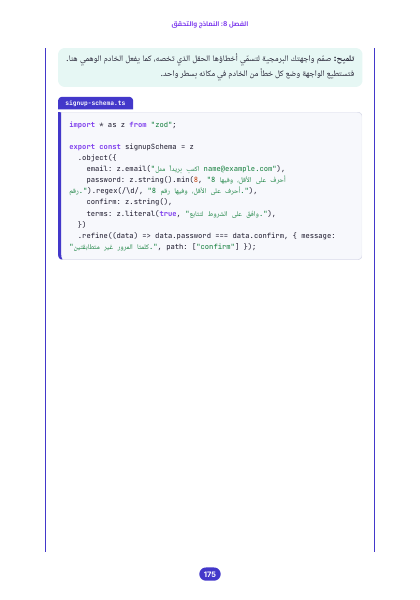 الفصل 8: النماذج والتحقق
تلميح: صمّم واجهتك البرمجية لتسمّي أخطاؤها الحقل الذي تخصه، كما يفعل الخادم الوهمي هنا.
فتستطيع الواجهة وضع كل خطأ من الخادم في مكانه بسطر واحد.
signup-schema.ts
import * as z from "zod";
export const signupSchema = z
.object({
email: z.email("اكتب بريداً مثل name@example.com"),
password: z.string().min(8, "8 أحرف على الأقل، وفيها
رقم.").regex(/\d/, "8 أحرف على الأقل، وفيها رقم."),
confirm: z.string(),
terms: z.literal(true, "وافق على الشروط لتتابع."),
})
.refine((data) => data.password === data.confirm, { message:
"كلمتا المرور غير متطابقتين.", path: ["confirm"] });
175